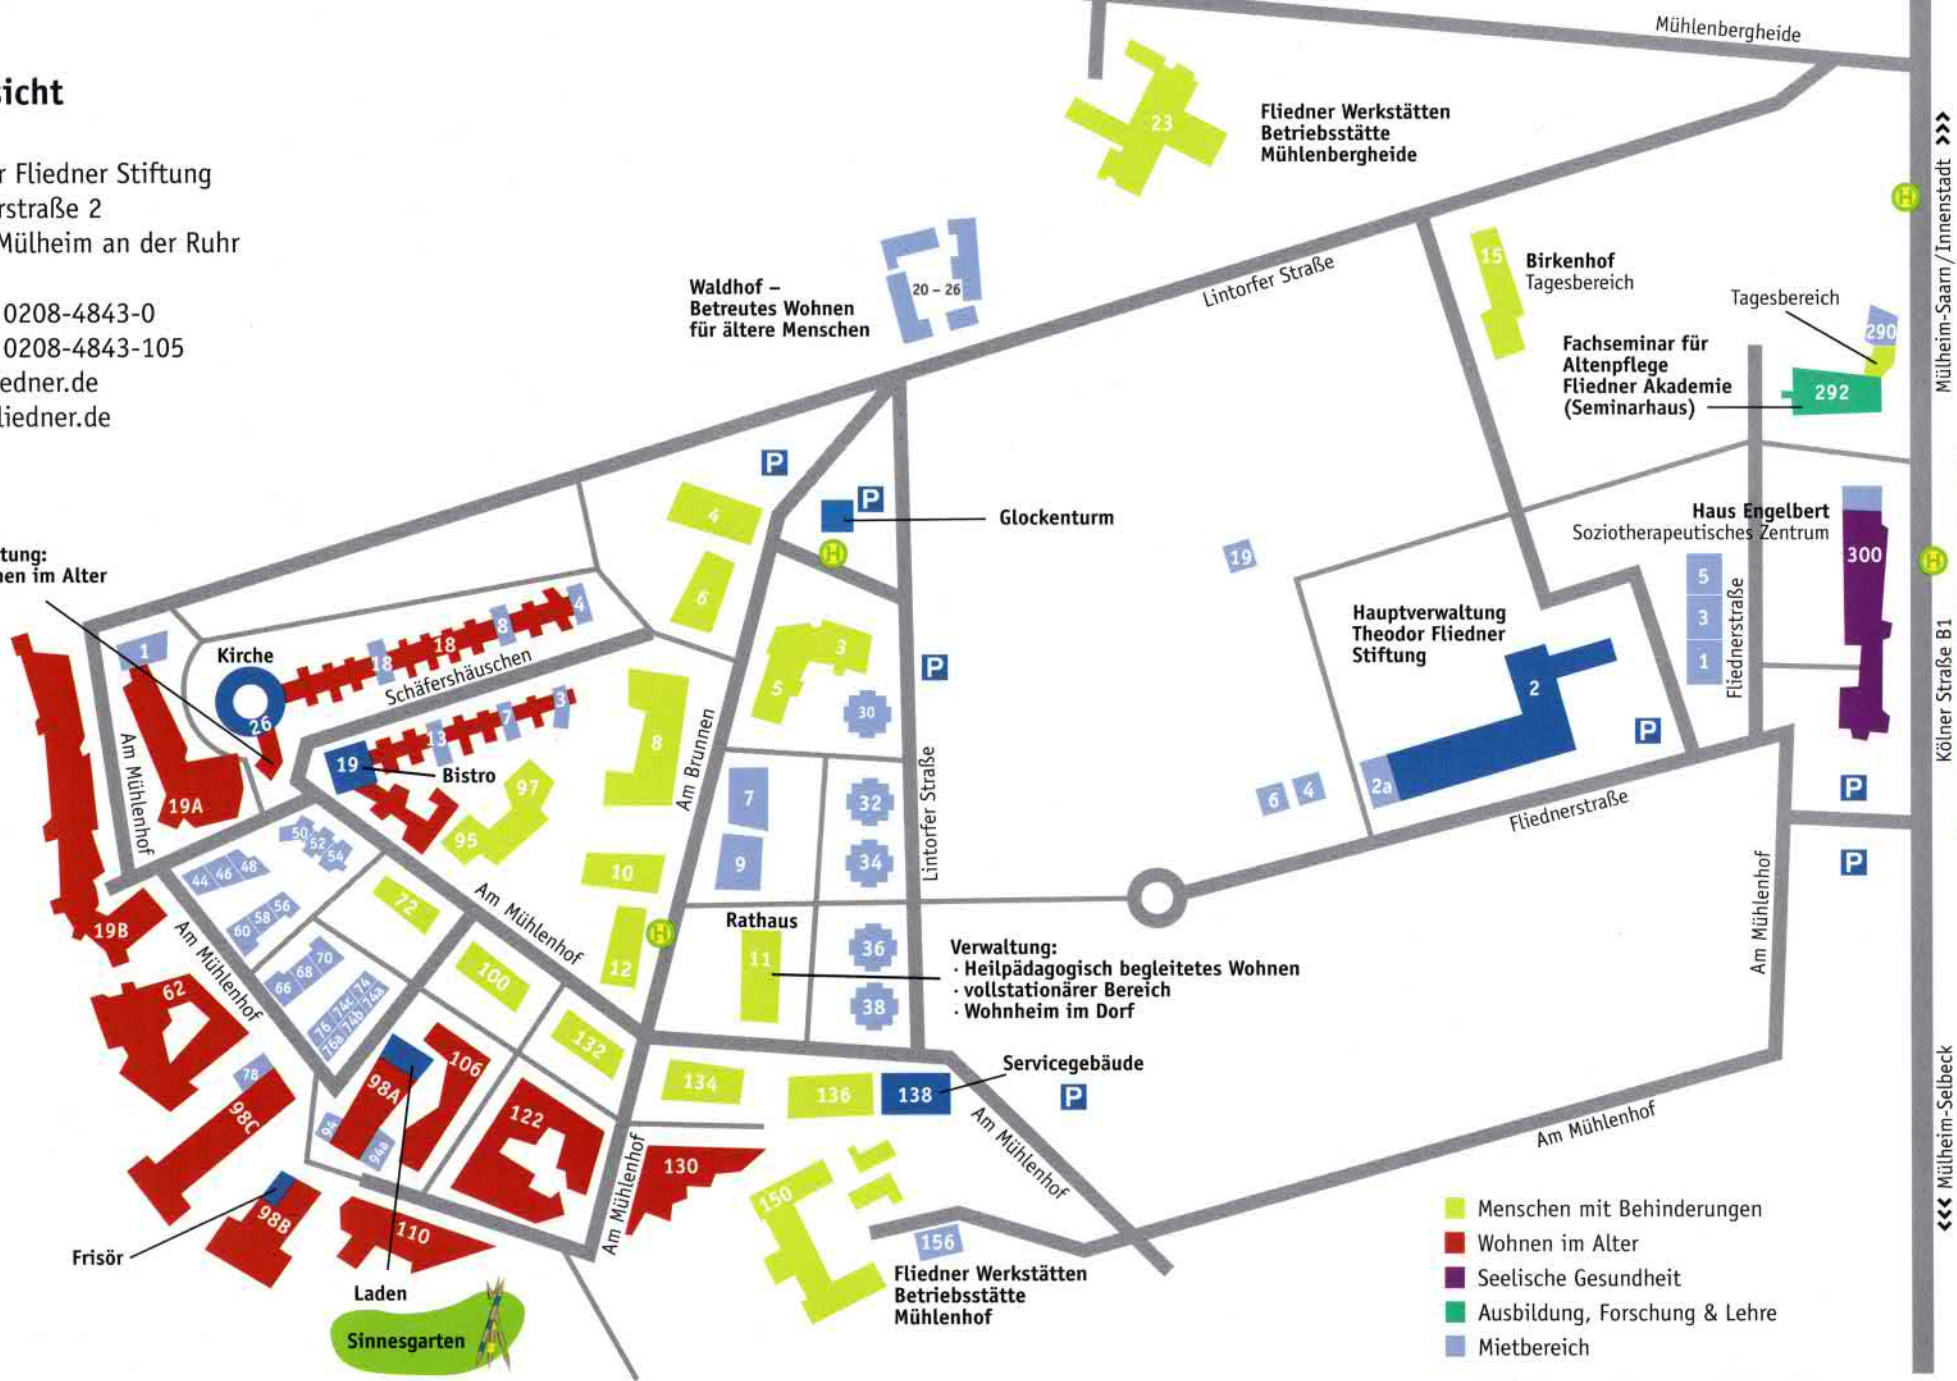 sicht
r Fliedner Stiftung
rstraße 2
Mülheim an der Ruhr
0208-4843-0
0208-4843-105
edner.de
liedner.de
Mühlenbergheide
23
Fliedner Werkstätten
Betriebsstätte
Mühlenbergheide
Mülheim-Saarn/Innenstadt >>>
H
Waldhof –
Betreutes Wohnen
für ältere Menschen
20 – 26
Lintorfer Straße
15
Birkenhof
Tagesbereich
Tagesbereich
290
Fachseminar für
Altenpflege
Fliedner Akademie
(Seminarhaus)
292
P
P
Glockenturm
H
4
6
19
Haus Engelbert
Soziotherapeutisches Zentrum
300
H
5
3
1
Fliednerstraße
Kölner Straße B1
Hauptverwaltung
Theodor Fliedner
Stiftung
2
2a
P
6
4
Fliednerstraße
P
P
tung:
nen im Alter
1
Kirche
26
18
18
8
4
Schäfershäuschen
19
13
7
3
Bistro
Am Mühlenhof
19A
97
95
8
Am Brunnen
3
5
30
P
7
9
32
34
Lintorfer Straße
10
12
H
50
52
54
44
46
48
56
58
60
72
Am Mühlenhof
19B
Am Mühlenhof
70
68
66
74
74a
74c
74b
76
76a
100
132
Rathaus
11
36
38
Verwaltung:
· Heilpädagogisch begleitetes Wohnen
· vollstationärer Bereich
· Wohnheim im Dorf
Am Mühlenhof
62
78
98C
98A
106
94
94a
122
134
136
138
Servicegebäude
P
Am Mühlenhof
Am Mühlenhof
130
Am Mühlenhof
150
156
Fliedner Werkstätten
Betriebsstätte
Mühlenhof
98B
110
Frisör
Laden
Sinnesgarten
<<< Mülheim-Selbeck
Menschen mit Behinderungen
Wohnen im Alter
Seelische Gesundheit
Ausbildung, Forschung & Lehre
Mietbereich